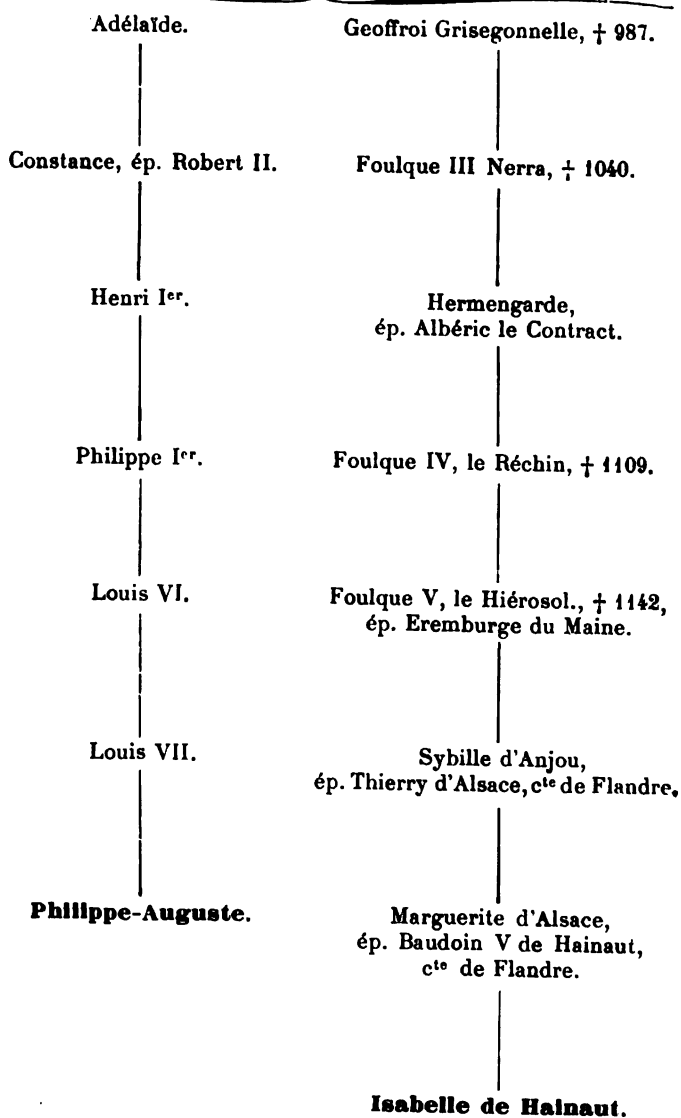 Adélaïde.
Geoffroi Grisegonnelle, † 987.
Constance, ép. Robert II.
Foulque III Nerra, † 1040.
Henri Ier.
Hermengarde,
ép. Albéric le Contract.
Philippe Ier.
Foulque IV, le Réchin, † 1109.
Louis VI.
Foulque V, le Hiérosol., † 1142,
ép. Eremburge du Maine.
Louis VII.
Sybille d'Anjou,
ép. Thierry d'Alsace, cte de Flandre.
Philippe-Auguste.
Marguerite d'Alsace,
ép. Baudoin V de Hainaut,
cte de Flandre.
Isabelle de Hainaut.